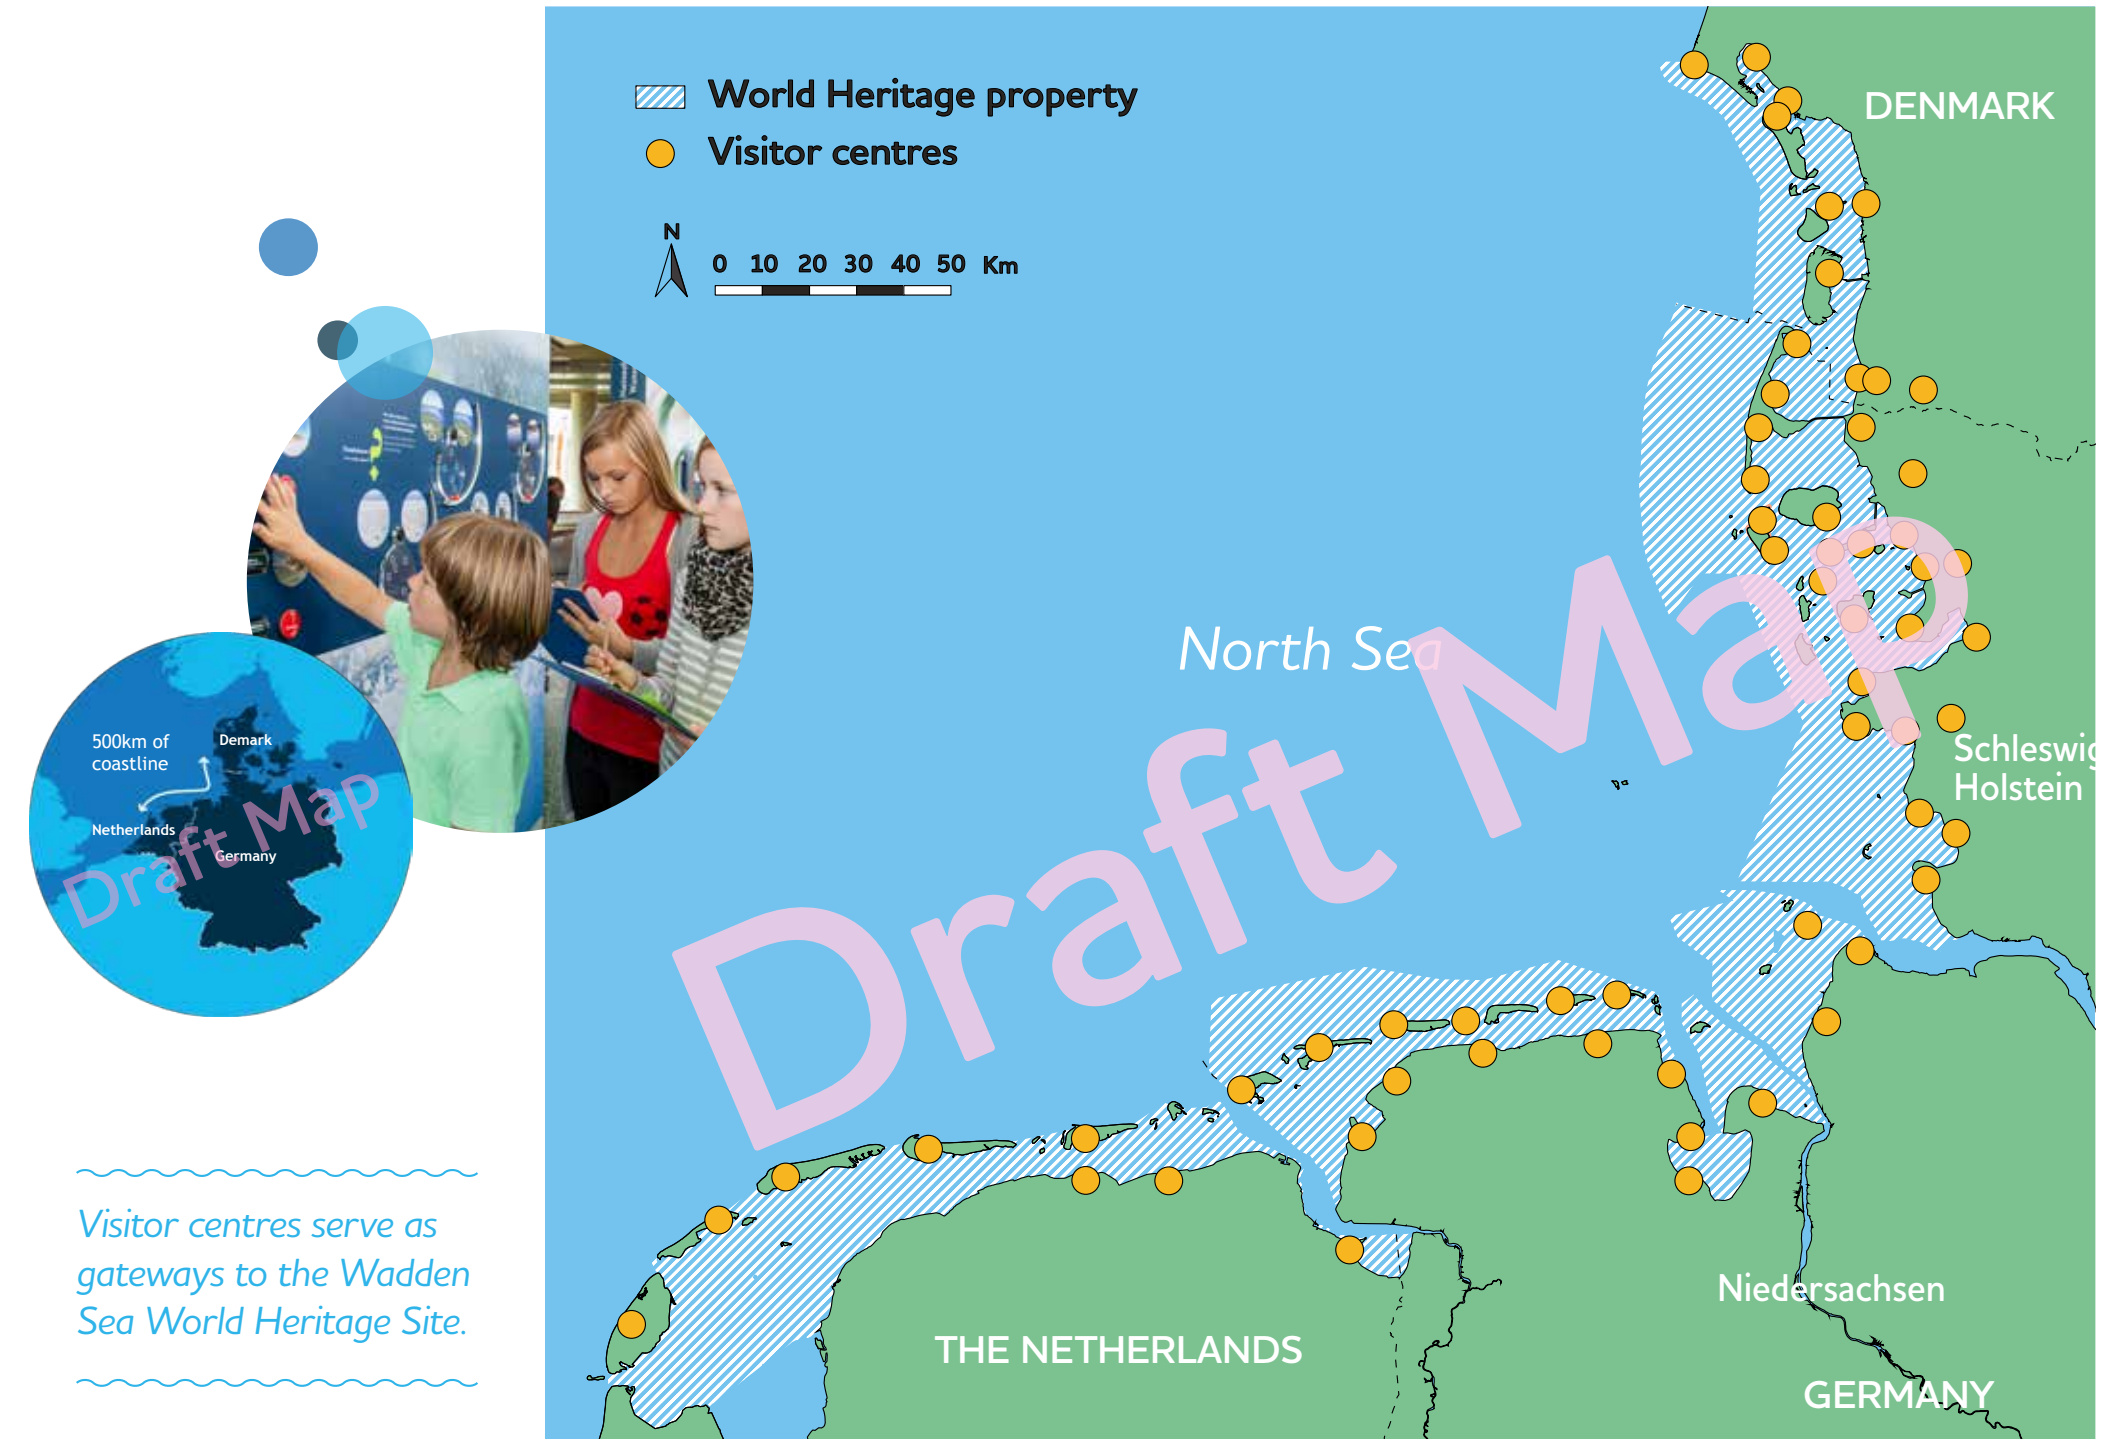 World Heritage property
Visitor centres
N
0 10 20 30 40 50 Km
DENMARK
North Sea
Schleswig
Holstein
Draft Map
500km of
coastline
Demark
Netherlands
Germany
Draft Map
Visitor centres serve as
gateways to the Wadden
Sea World Heritage Site.
Niedersachsen
THE NETHERLANDS
GERMANY